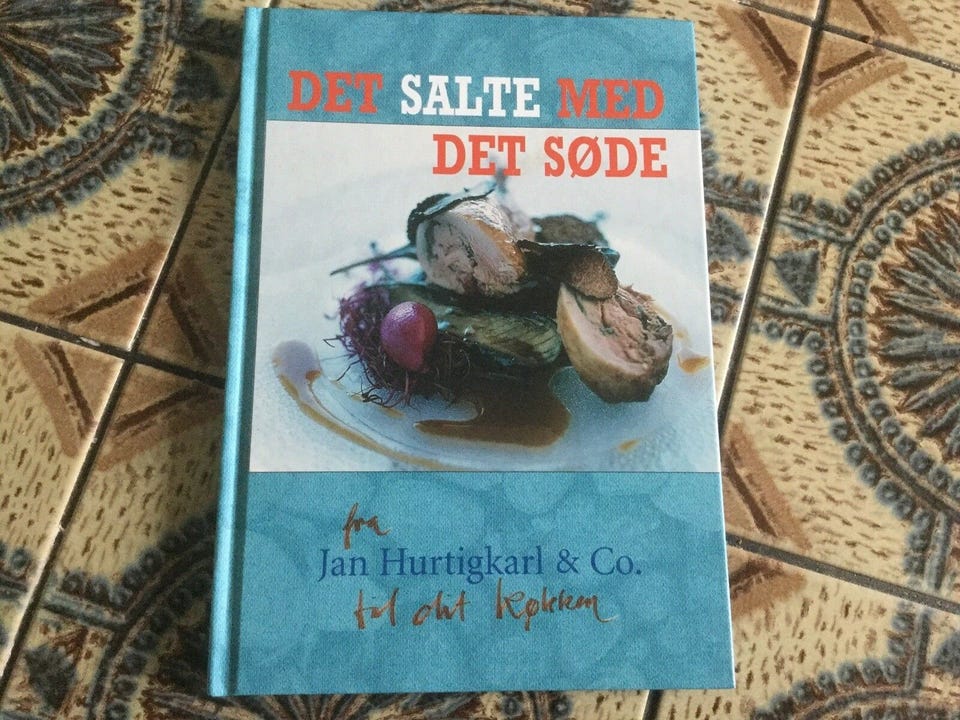 DET SALTE MED
DET SØDE
fra
Jan Hurtigkarl & Co.
til dit køkken